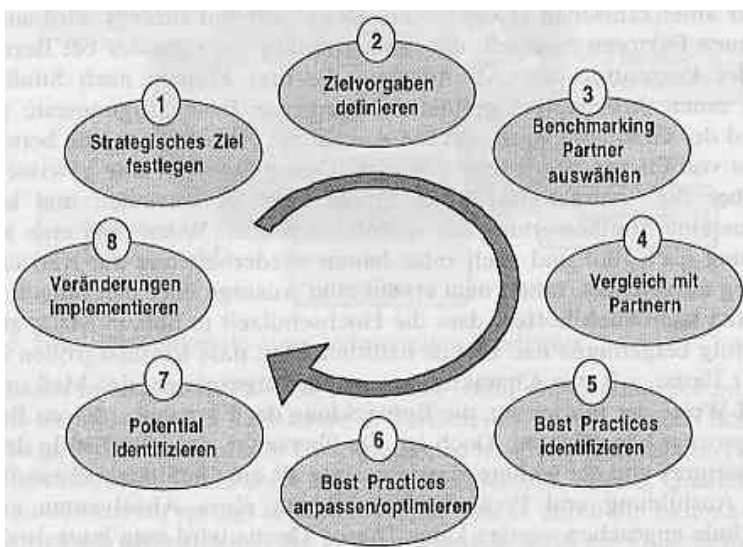 1
Strategisches Ziel
festlegen
2
Zielvorgaben
definieren
3
Benchmarking
Partner
auswählen
4
Vergleich mit
Partnern
5
Best Practices
identifizieren
6
Best Practices
anpassen/optimieren
7
Potential
identifizieren
8
Veränderungen
Implementieren